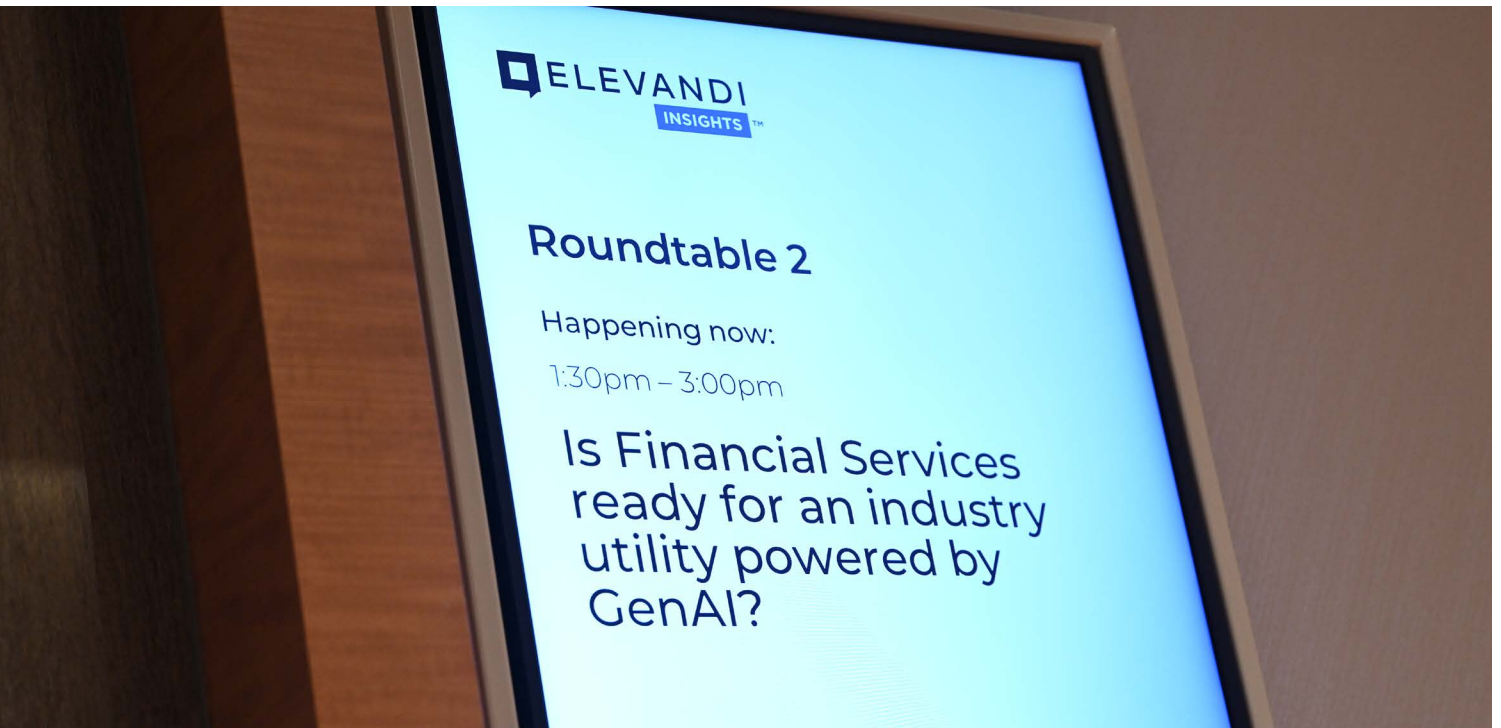 ELEVANDI
INSIGHTS ™
Roundtable 2
Happening now:
1:30pm – 3:00pm
Is Financial Services
ready for an industry
utility powered by
GenAI?